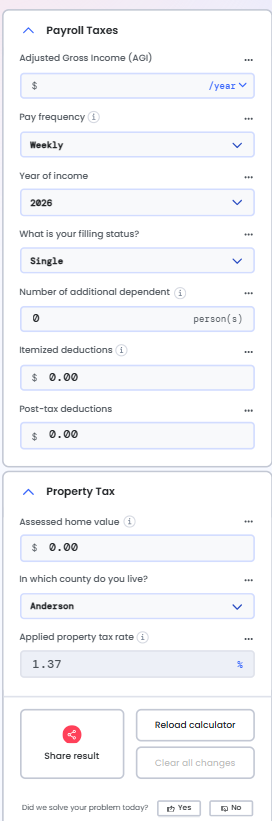 Payroll Taxes
Adjusted Gross Income (AGI) ...
$ /year
Pay frequency i ...
Weekly
Year of income ...
2026
What is your filling status? ...
Single
Number of additional dependent i ...
0 person(s)
Itemized deductions i ...
$ 0.00
Post-tax deductions ...
$ 0.00
Property Tax
Assessed home value i ...
$ 0.00
In which county do you live? ...
Anderson
Applied property tax rate i ...
1.37 %
Reload calculator
Share result
Clear all changes
Did we solve your problem today? Yes No